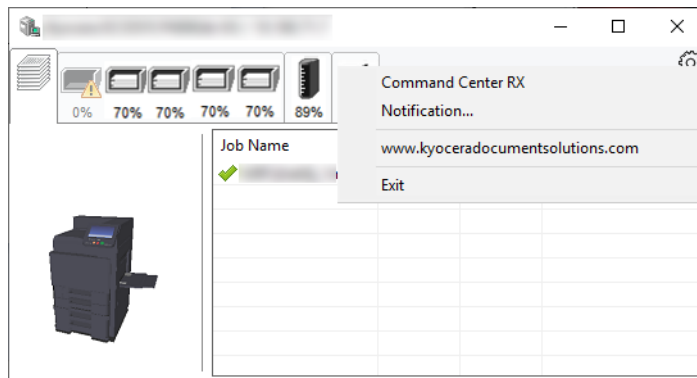 0% 70% 70% 70% 70% 89%
Command Center RX
Notification...
Job Name
www.kyoceradocumentsolutions.com
Exit